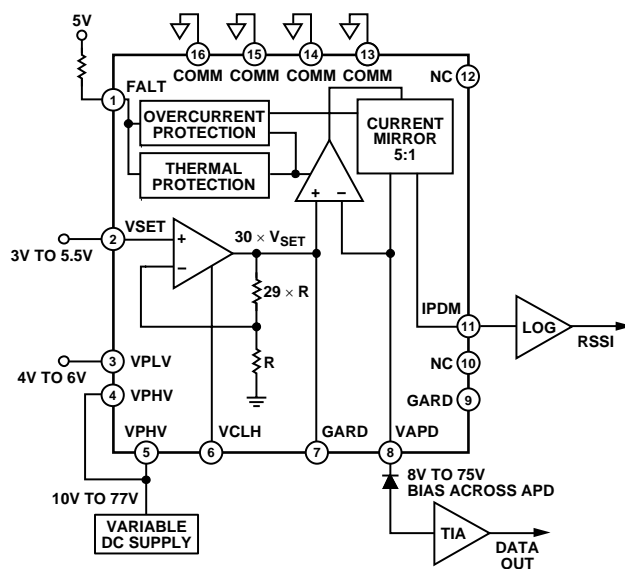 5V
16
15
14
13
COMM
COMM
COMM
COMM
NC
12
FALT
1
OVERCURRENT
PROTECTION
CURRENT
MIRROR
5:1
THERMAL
PROTECTION
+
−
VSET
2
3V TO 5.5V
+
−
30 × VSET
29 × R
R
IPDM
11
LOG
RSSI
3
VPLV
4V TO 6V
4
VPHV
NC
10
GARD
9
VPHV
VCLH
GARD
VAPD
5
6
7
8
10V TO 77V
VARIABLE
DC SUPPLY
8V TO 75V
BIAS ACROSS APD
TIA
DATA
OUT